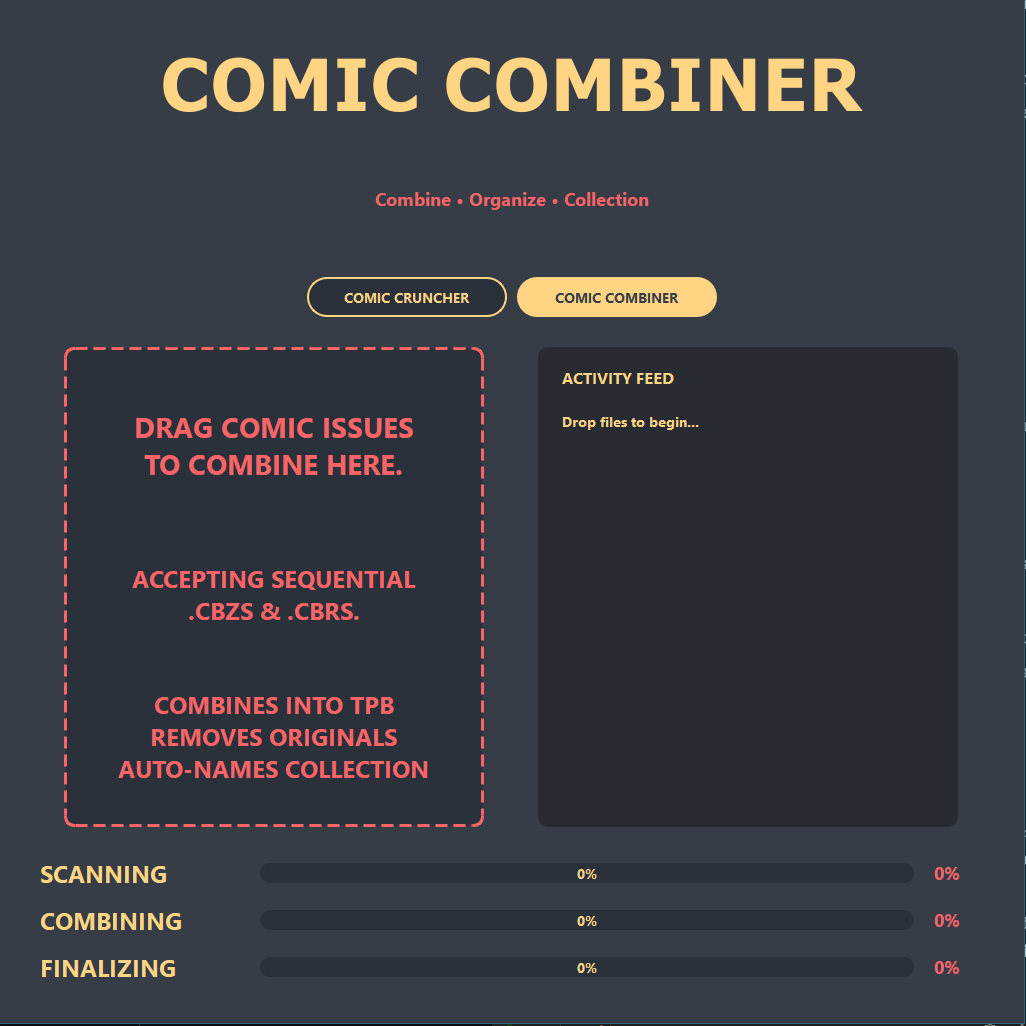 COMIC COMBINER
Combine • Organize • Collection
COMIC CRUNCHER
COMIC COMBINER
DRAG COMIC ISSUES
TO COMBINE HERE.
ACCEPTING SEQUENTIAL
.CBZS & .CBRS.
COMBINES INTO TPB
REMOVES ORIGINALS
AUTO-NAMES COLLECTION
ACTIVITY FEED
Drop files to begin...
SCANNING
0%
0%
COMBINING
0%
0%
FINALIZING
0%
0%